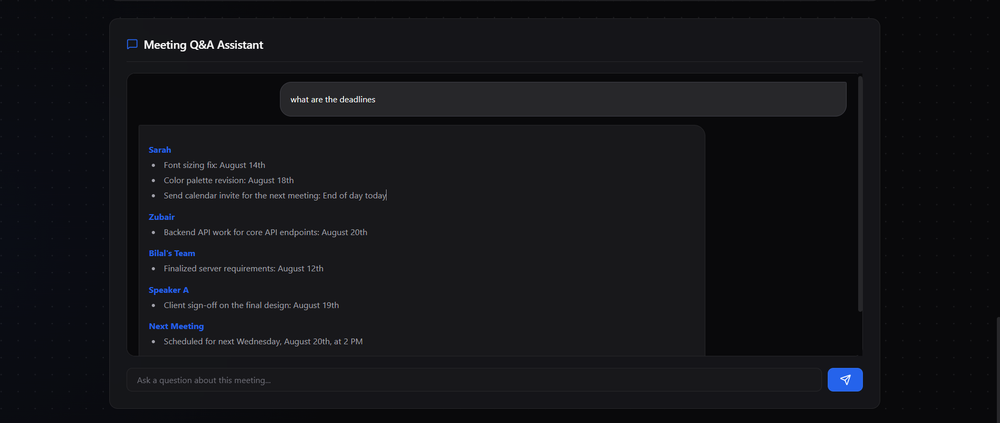 Meeting Q&A Assistant
what are the deadlines
Sarah
• Font sizing fix: August 14th
• Color palette revision: August 18th
• Send calendar invite for the next meeting: End of day today
Zubair
• Backend API work for core API endpoints: August 20th
Bilal's Team
• Finalized server requirements: August 12th
Speaker A
• Client sign-off on the final design: August 19th
Next Meeting
• Scheduled for next Wednesday, August 20th, at 2 PM
Ask a question about this meeting...